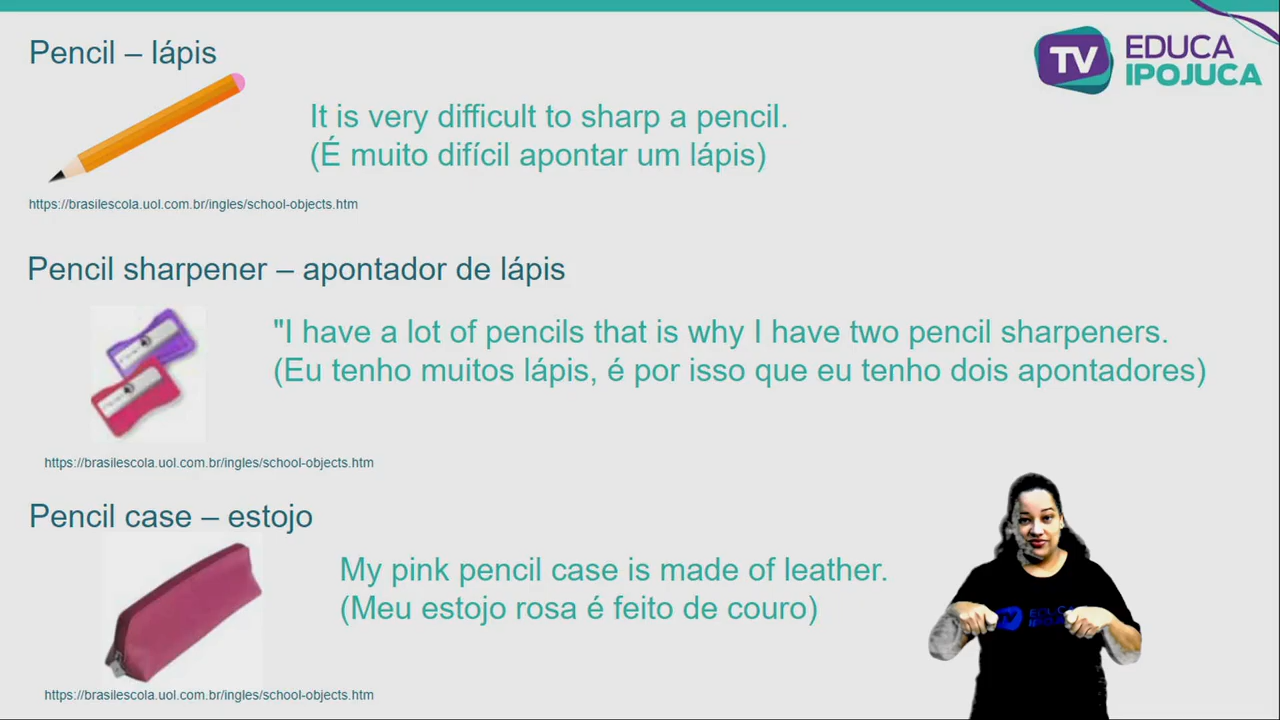 Pencil – lápis
TV EDUCA
IPOJUCA
It is very difficult to sharp a pencil.
(É muito difícil apontar um lápis)
https://brasilescola.uol.com.br/ingles/school-objects.htm
Pencil sharpener – apontador de lápis
"I have a lot of pencils that is why I have two pencil sharpeners.
(Eu tenho muitos lápis, é por isso que eu tenho dois apontadores)
https://brasilescola.uol.com.br/ingles/school-objects.htm
Pencil case – estojo
My pink pencil case is made of leather.
(Meu estojo rosa é feito de couro)
TV EDUCA
IPOJUCA
https://brasilescola.uol.com.br/ingles/school-objects.htm